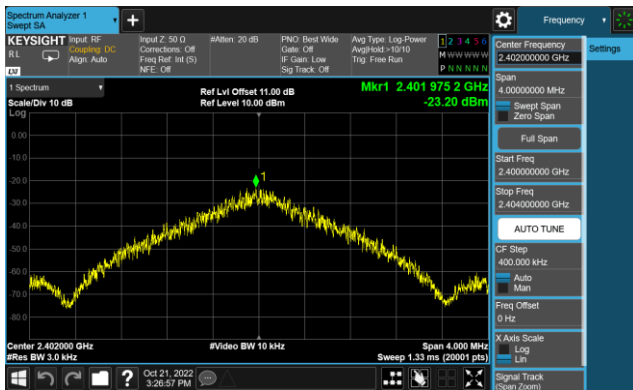 Spectrum Analyzer 1
Swept SA
+
Frequency
KEYSIGHT
RL
LXI
Input: RF
Coupling: DC
Align: Auto
Input Z: 50 Ω
Corrections: Off
Freq Ref: Int (S)
NFE: Off
#Atten: 20 dB
PNO: Best Wide
Gate: Off
IF Gain: Low
Sig Track: Off
Avg Type: Log-Power
Avg|Hold:>10/10
Trig: Free Run
1 2 3 4 5 6
M W W W W W
P N N N N N
1 Spectrum
Scale/Div 10 dB
Log
Ref Lvl Offset 11.00 dB
Ref Level 10.00 dBm
Mkr1 2.401 975 2 GHz
-23.20 dBm
0.00
-10.0
-20.0
-30.0
-40.0
-50.0
-60.0
-70.0
-80.0
1
Center 2.402000 GHz
#Res BW 3.0 kHz
#Video BW 10 kHz
Span 4.000 MHz
Sweep 1.33 ms (20001 pts)
?
Oct 21, 2022
3:26:57 PM
Center Frequency
2.402000000 GHz
Settings
Span
4.00000000 MHz
Swept Span
Zero Span
Full Span
Start Freq
2.400000000 GHz
Stop Freq
2.404000000 GHz
AUTO TUNE
CF Step
400.000 kHz
Auto
Man
Freq Offset
0 Hz
X Axis Scale
Log
Lin
Signal Track
(Span Zoom)